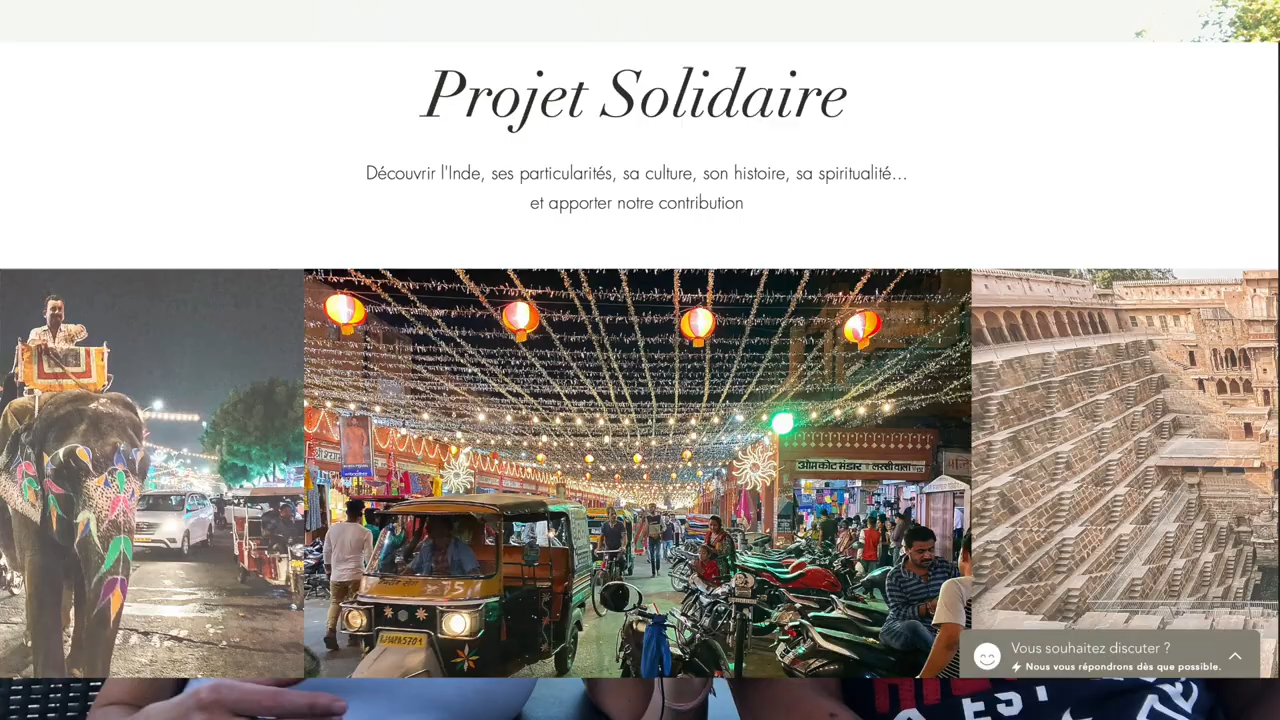 Projet Solidaire
Découvrir l'Inde, ses particularités, sa culture, son histoire, sa spiritualité...
et apporter notre contribution
Vous souhaitez discuter ?
Nous vous répondrons dès que possible.
EST